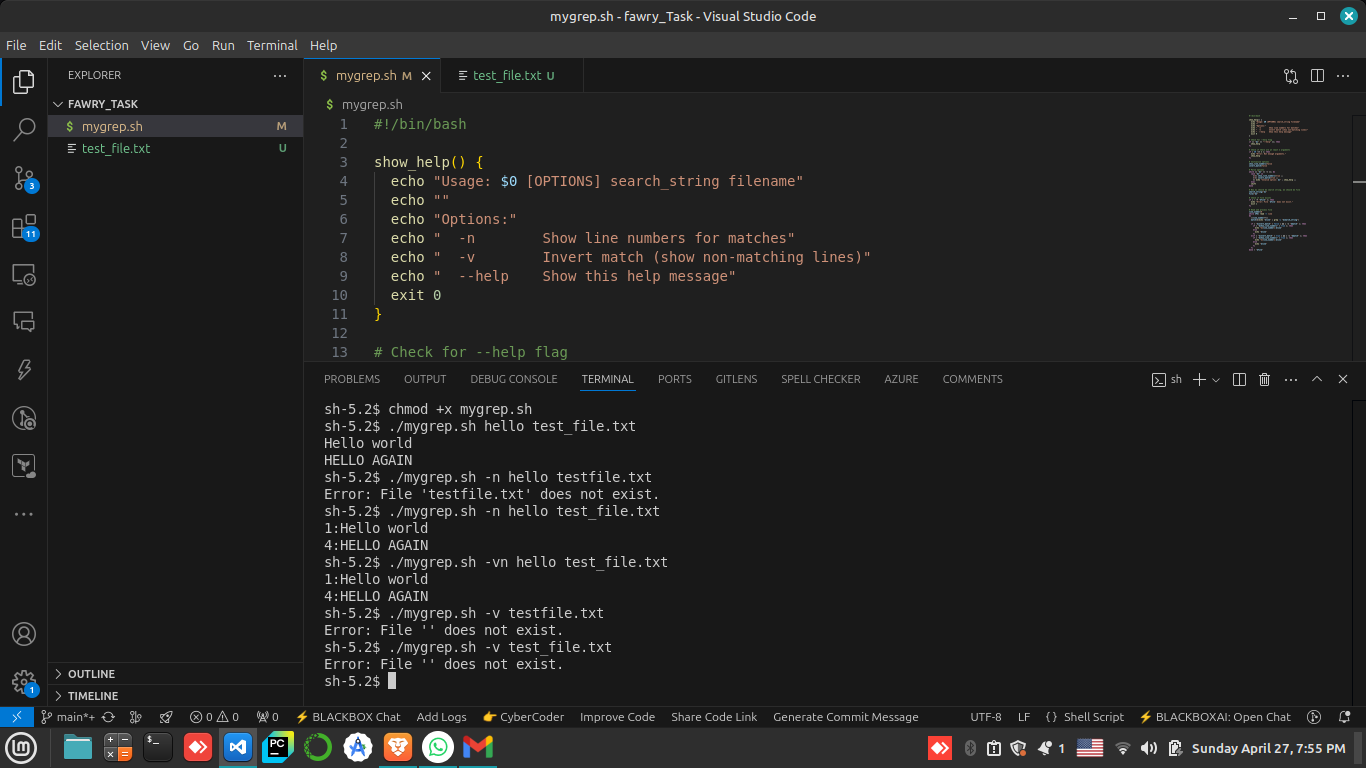 mygrep.sh - fawry_Task - Visual Studio Code
File Edit Selection View Go Run Terminal Help
EXPLORER
FAWRY_TASK
$ mygrep.sh M
test_file.txt U
3
11
1
OUTLINE
TIMELINE
$ mygrep.sh M
test_file.txt U
$ mygrep.sh
1 #!/bin/bash
2
3 show_help() {
4 echo "Usage: $0 [OPTIONS] search_string filename"
5 echo ""
6 echo "Options:"
7 echo "  -n        Show line numbers for matches"
8 echo "  -v        Invert match (show non-matching lines)"
9 echo "  --help    Show this help message"
10 exit 0
11 }
12
13 # Check for --help flag
PROBLEMS OUTPUT DEBUG CONSOLE TERMINAL PORTS GITLENS SPELL CHECKER AZURE COMMENTS
sh
sh-5.2$ chmod +x mygrep.sh
sh-5.2$ ./mygrep.sh hello test_file.txt
Hello world
HELLO AGAIN
sh-5.2$ ./mygrep.sh -n hello testfile.txt
Error: File 'testfile.txt' does not exist.
sh-5.2$ ./mygrep.sh -n hello test_file.txt
1:Hello world
4:HELLO AGAIN
sh-5.2$ ./mygrep.sh -vn hello test_file.txt
1:Hello world
4:HELLO AGAIN
sh-5.2$ ./mygrep.sh -v testfile.txt
Error: File '' does not exist.
sh-5.2$ ./mygrep.sh -v test_file.txt
Error: File '' does not exist.
sh-5.2$
main*+ 0 0 0 BLACKBOX Chat Add Logs CyberCoder Improve Code Share Code Link Generate Commit Message UTF-8 LF {} Shell Script BLACKBOXAI: Open Chat
PC
1
Sunday April 27, 7:55 PM